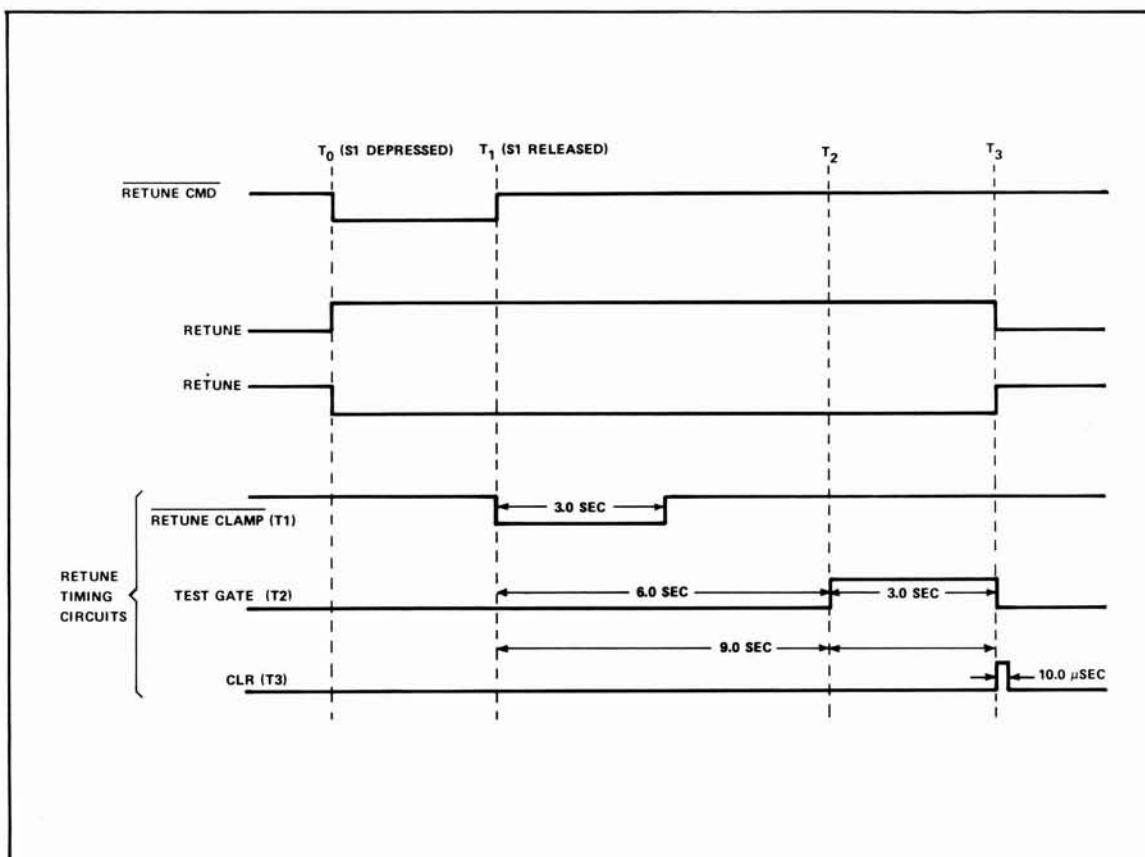 T0 (S1 DEPRESSED) T1 (S1 RELEASED) T2 T3
RETUNE CMD
RETUNE
RETUNE
3.0 SEC
RETUNE CLAMP (T1)
RETUNE
TIMING
CIRCUITS
TEST GATE (T2)
6.0 SEC
3.0 SEC
9.0 SEC
CLR (T3)
10.0 μSEC